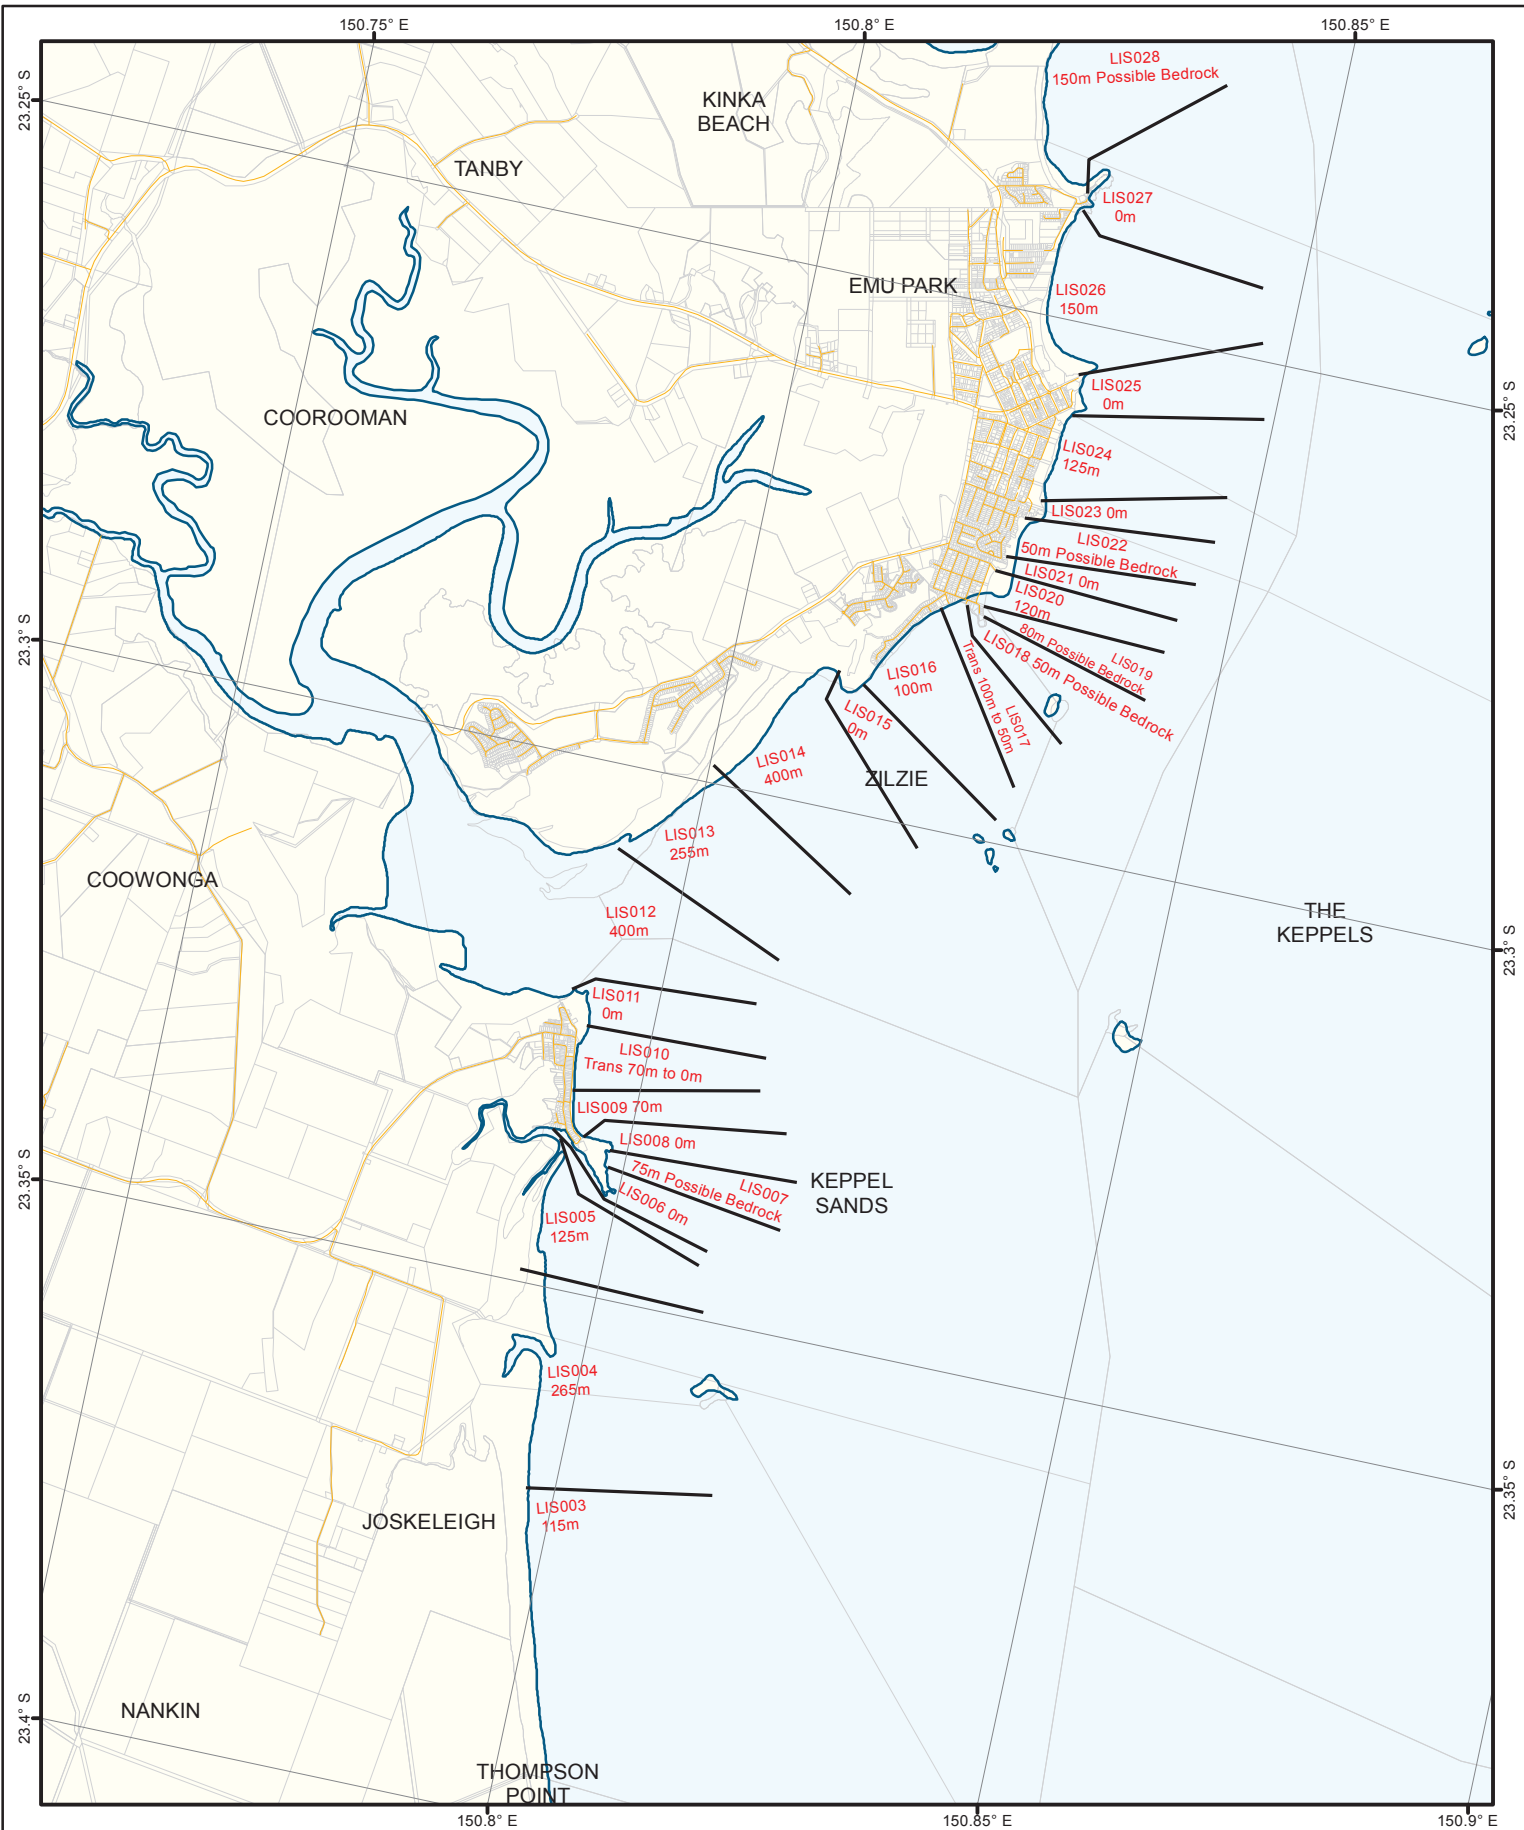 150.75° E
150.8° E
150.85° E
23.25° S
LIS028
150m Possible Bedrock
KINKA
BEACH
TANBY
LIS027
0m
EMU PARK
LIS026
150m
LIS025
0m
23.25° S
COOROOMAN
LIS024
125m
LIS023 0m
LIS022
50m Possible Bedrock
LIS021 0m
LIS020
120m
23.3° S
LIS019
80m Possible Bedrock
LIS018 50m Possible Bedrock
LIS017
Trans 100m to 50m
LIS016
100m
LIS015
0m
LIS014
400m
ZILZIE
LIS013
255m
COOWONGA
LIS012
400m
THE
KEPPELS
23.3° S
LIS011
0m
LIS010
Trans 70m to 0m
LIS009 70m
LIS008 0m
LIS007
75m Possible Bedrock
LIS006 0m
KEPPEL
SANDS
23.35° S
LIS005
125m
LIS004
265m
23.35° S
LIS003
115m
JOSKELEIGH
NANKIN
23.4° S
THOMPSON
POINT
150.8° E
150.85° E
150.9° E